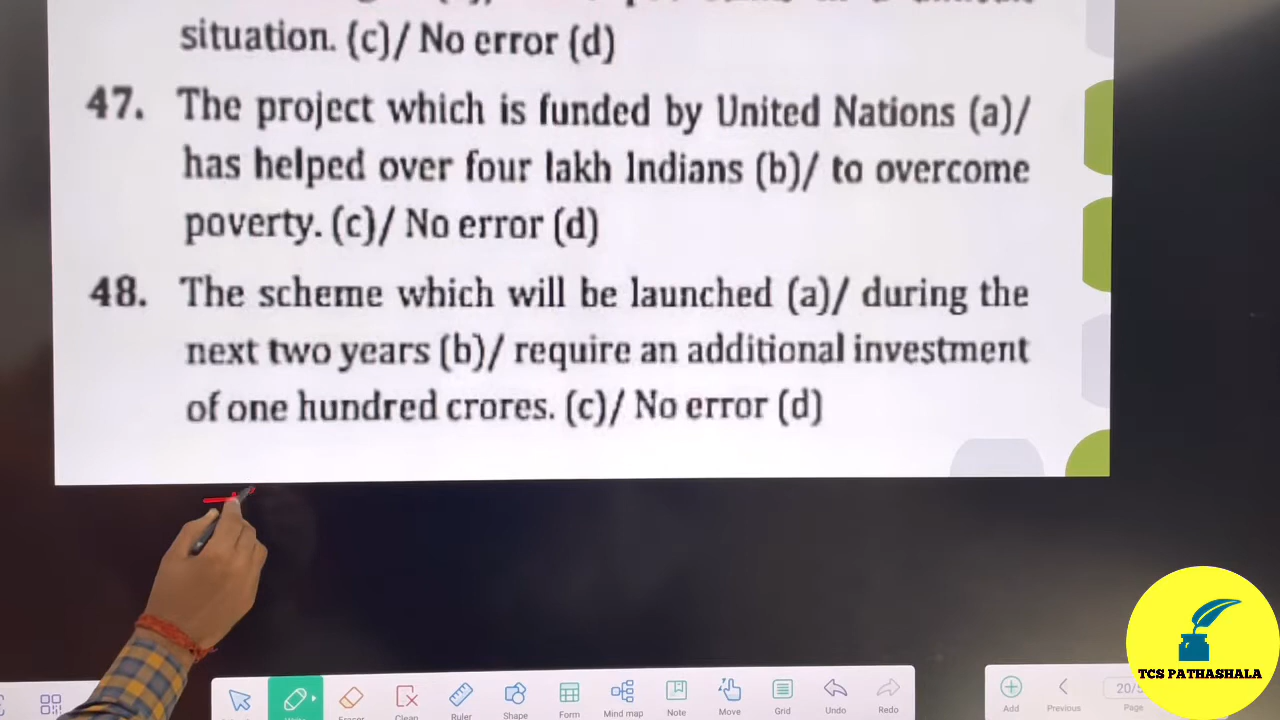 situation. (c)/ No error (d)
47. The project which is funded by United Nations (a)/
has helped over four lakh Indians (b)/ to overcome
poverty. (c)/ No error (d)
48. The scheme which will be launched (a)/ during the
next two years (b)/ require an additional investment
of one hundred crores. (c)/ No error (d)
TCS PATHASHALA
Eraser Clean Ruler Shape Form Mind map Note Move Grid Undo Redo Add Previous Page